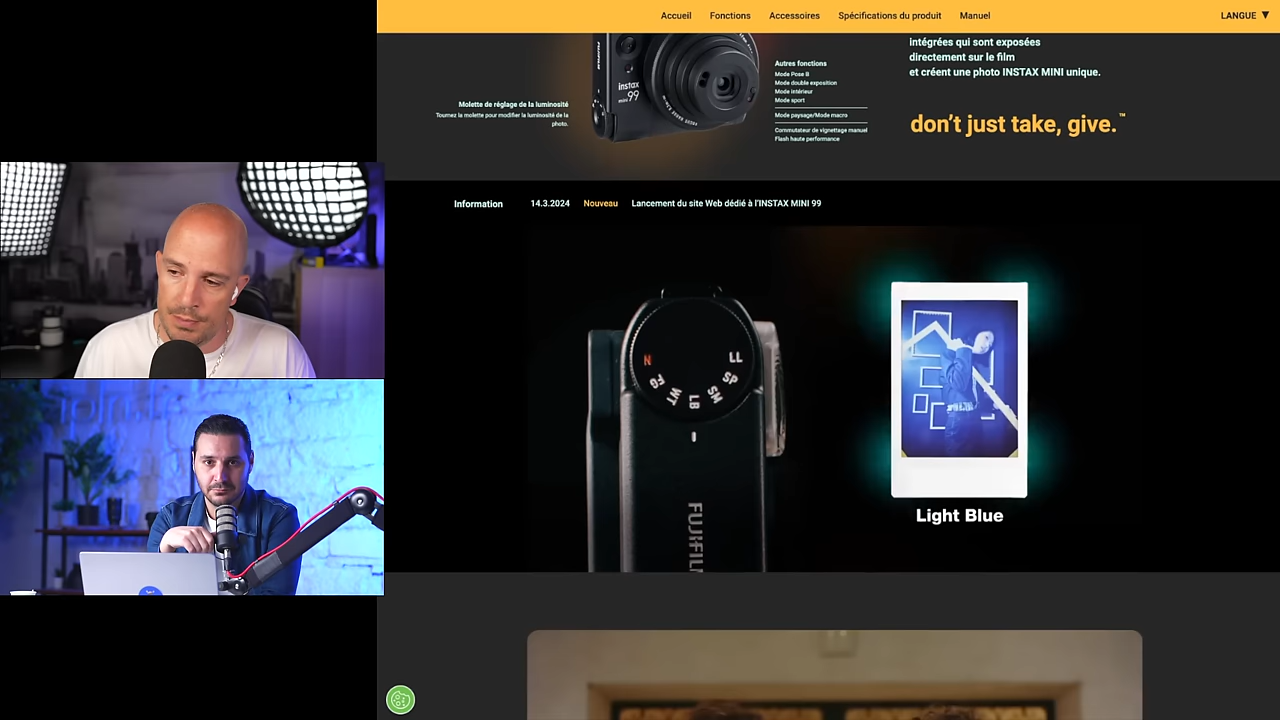 Accueil Fonctions Accessoires Spécifications du produit Manuel LANGUE ▼
intégrées qui sont exposées
directement sur le film
et créent une photo INSTAX MINI unique.
don't just take, give.™
Molette de réglage de la luminosité
Tournez la molette pour modifier la luminosité de la
photo.
instax
mini 99
Autres fonctions
Mode Pose B
Mode double exposition
Mode intérieur
Mode sport
Mode paysage/Mode macro
Commutateur de vignettage manuel
Flash haute performance
Information 14.3.2024 Nouveau Lancement du site Web dédié à l'INSTAX MINI 99
N
FG
WT
LB
WS
SP
LL
FUJIFIL
Light Blue